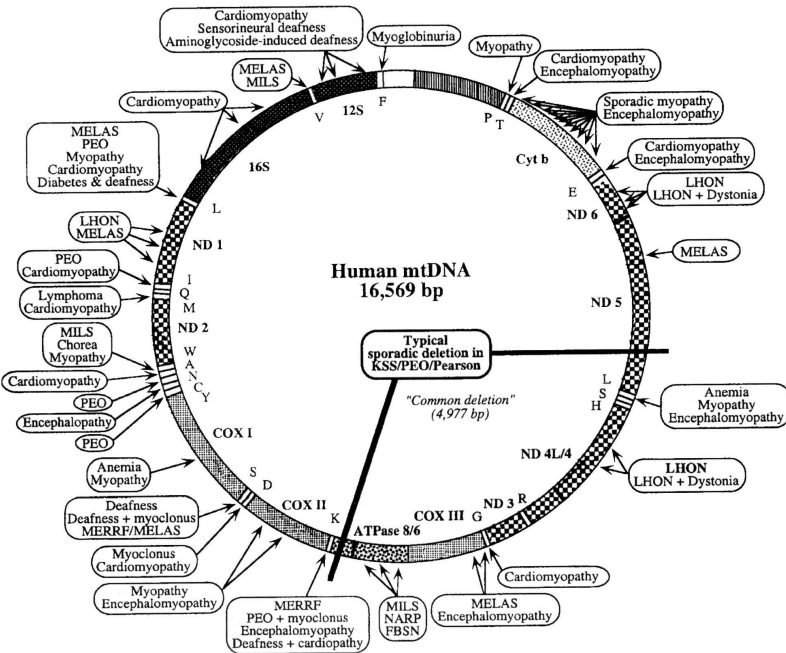 Cardiomyopathy
Sensorineural deafness
Aminoglycoside-induced deafness
Myoglobinuria
Myopathy
Cardiomyopathy
Encephalomyopathy
MELAS
MILS
Sporadic myopathy
Encephalomyopathy
Cardiomyopathy
V
12S
F
P
T
Cyt b
Cardiomyopathy
Encephalomyopathy
MELAS
PEO
Myopathy
Cardiomyopathy
Diabetes & deafness
16S
E
LHON
LHON + Dystonia
L
ND 6
LHON
MELAS
ND 1
MELAS
PEO
Cardiomyopathy
I
Q
M
Human mtDNA
16,569 bp
Lymphoma
Cardiomyopathy
ND 5
ND 2
MILS
Chorea
Myopathy
W
A
N
C
Y
Typical
sporadic deletion in
KSS/PEO/Pearson
Cardiomyopathy
PEO
Encephalopathy
PEO
"Common deletion"
(4,977 bp)
L
S
H
Anemia
Myopathy
Encephalomyopathy
COX I
ND 4L/4
Anemia
Myopathy
LHON
LHON + Dystonia
S
D
Deafness
Deafness + myoclonus
MERRF/MELAS
COX II
K
ATPase 8/6
COX III
G
ND 3
R
Myoclonus
Cardiomyopathy
Cardiomyopathy
Myopathy
Encephalomyopathy
MERRF
PEO + myoclonus
Encephalomyopathy
Deafness + cardiopathy
MILS
NARP
FBSN
MELAS
Encephalomyopathy